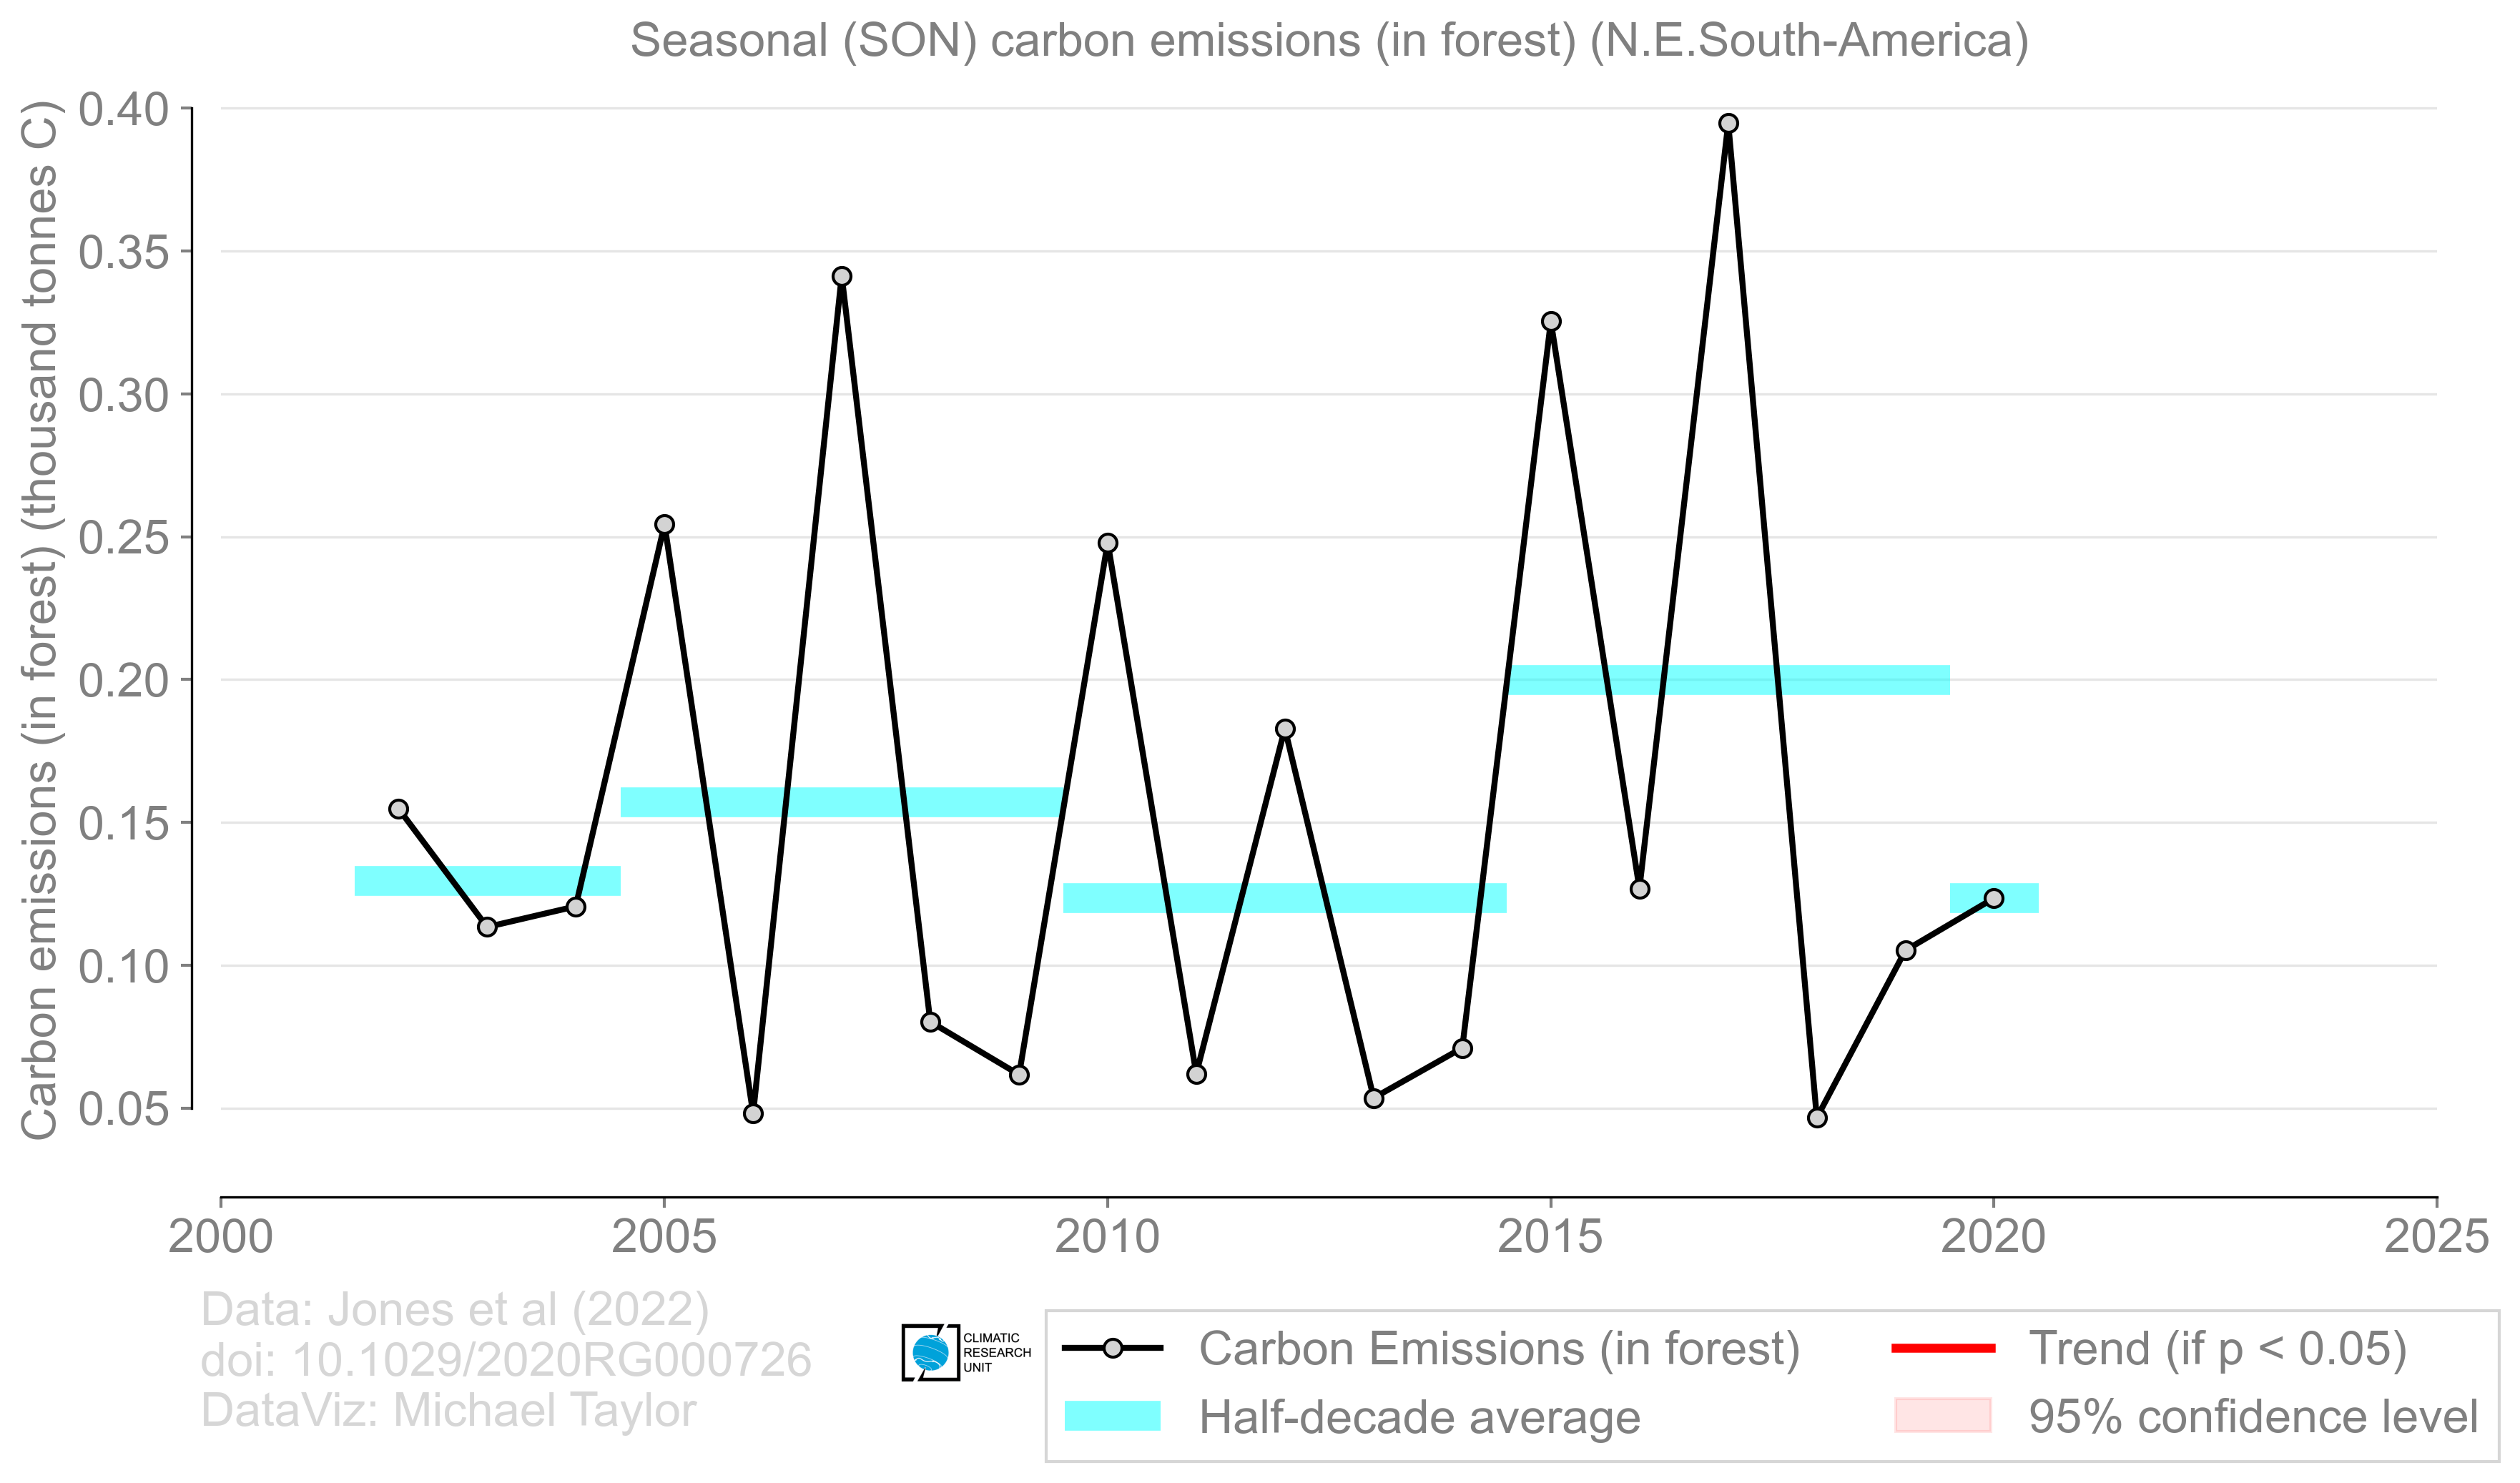 Seasonal (SON) carbon emissions (in forest) (N.E.South-America)
Carbon emissions (in forest) (thousand tonnes C)
0.40
0.35
0.30
0.25
0.20
0.15
0.10
0.05
2000
2005
2010
2015
2020
2025
Data: Jones et al (2022)
doi: 10.1029/2020RG000726
DataViz: Michael Taylor
CLIMATIC
RESEARCH
UNIT
Carbon Emissions (in forest)
Half-decade average
Trend (if p < 0.05)
95% confidence level